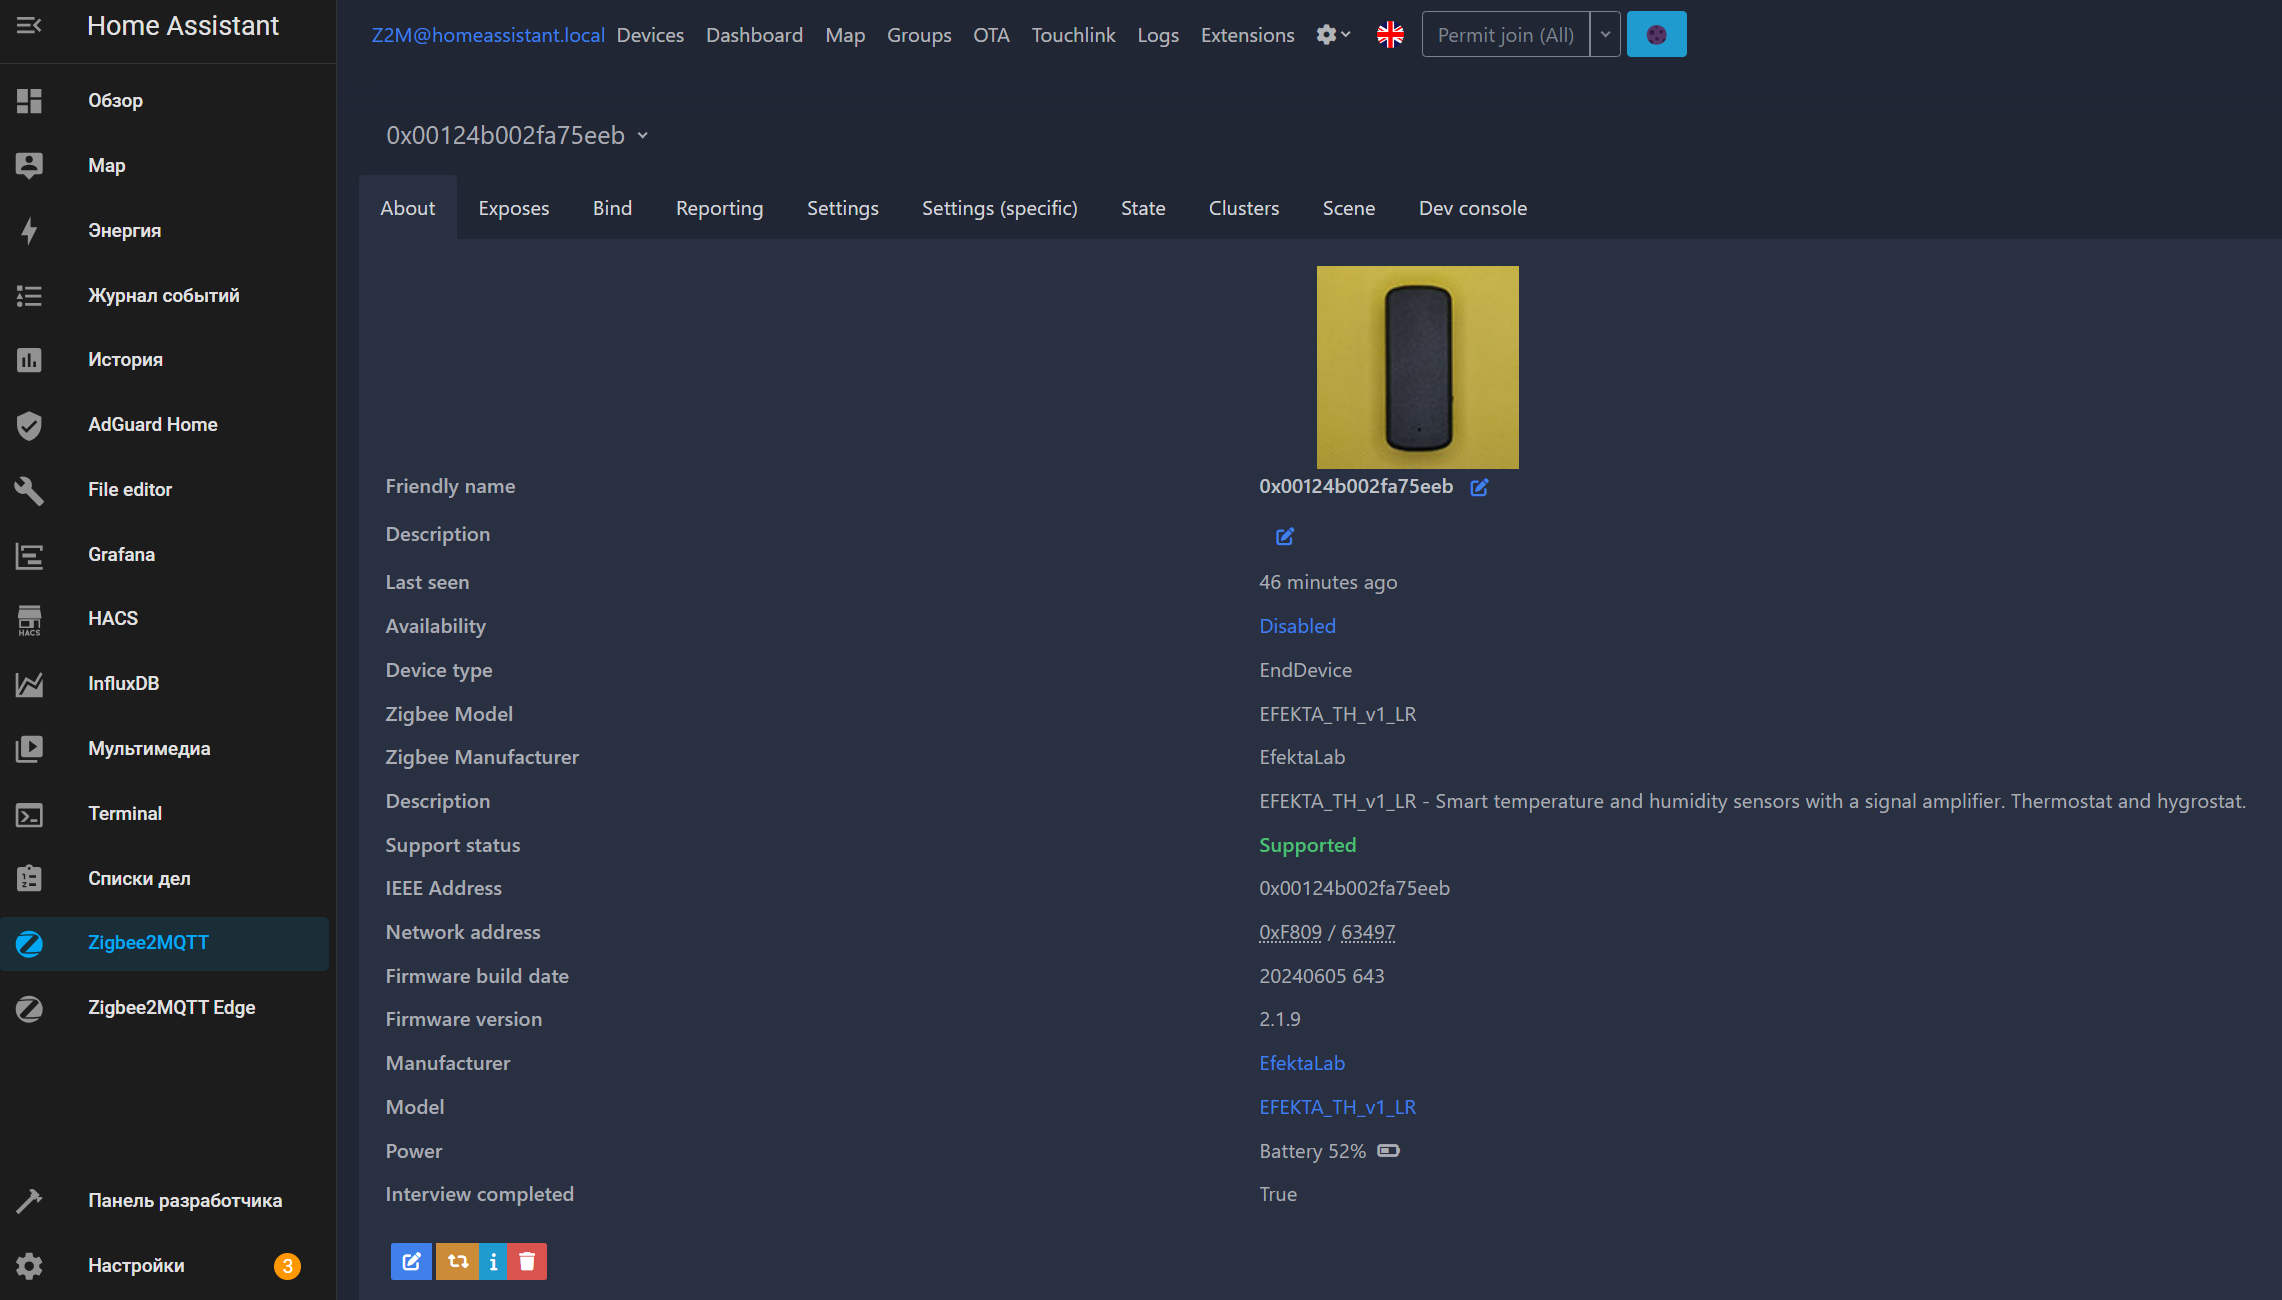 Home Assistant
Обзор
Map
Энергия
Журнал событий
История
AdGuard Home
File editor
Grafana
HACS
HACS
InfluxDB
Мультимедиа
Terminal
Списки дел
Zigbee2MQTT
Zigbee2MQTT Edge
Панель разработчика
Настройки 3
Z2M@homeassistant.local Devices Dashboard Map Groups OTA Touchlink Logs Extensions Permit join (All)
0x00124b002fa75eeb
About Exposes Bind Reporting Settings Settings (specific) State Clusters Scene Dev console
Friendly name 0x00124b002fa75eeb
Description
Last seen 46 minutes ago
Availability Disabled
Device type EndDevice
Zigbee Model EFEKTA_TH_v1_LR
Zigbee Manufacturer EfektaLab
Description EFEKTA_TH_v1_LR - Smart temperature and humidity sensors with a signal amplifier. Thermostat and hygrostat.
Support status Supported
IEEE Address 0x00124b002fa75eeb
Network address 0xF809 / 63497
Firmware build date 20240605 643
Firmware version 2.1.9
Manufacturer EfektaLab
Model EFEKTA_TH_v1_LR
Power Battery 52%
Interview completed True